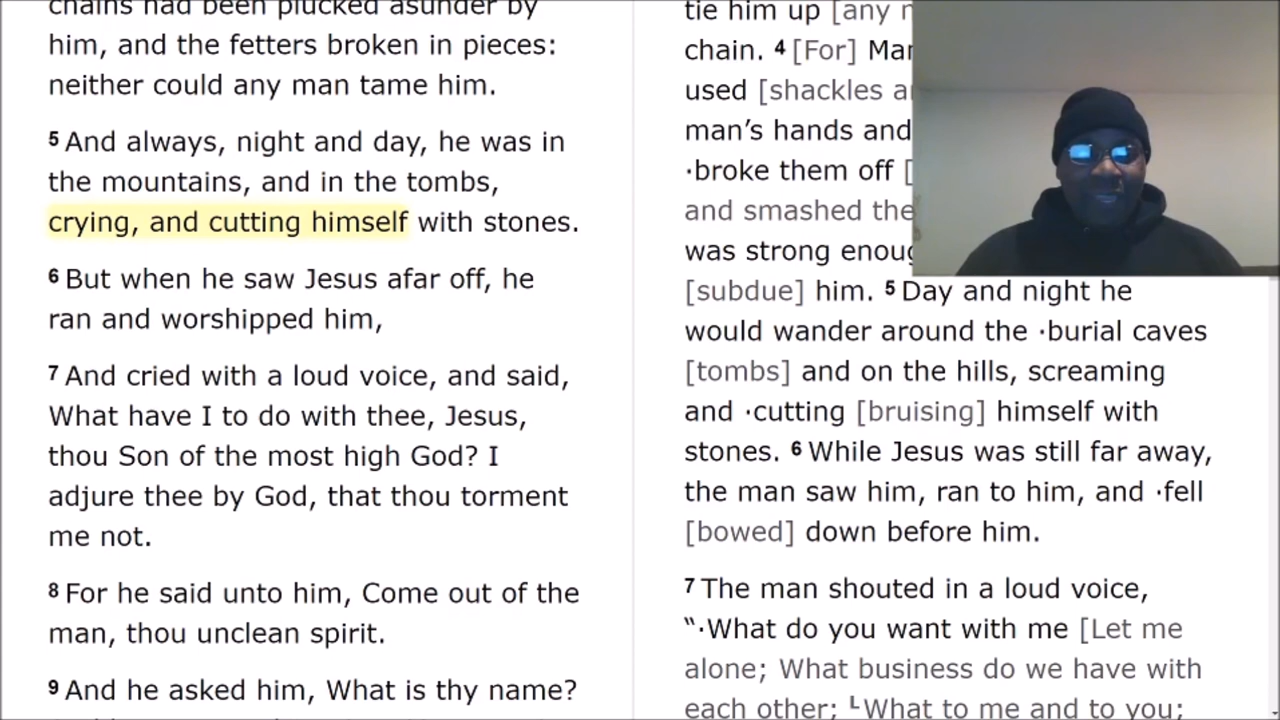 chains had been plucked asunder by
him, and the fetters broken in pieces:
neither could any man tame him.
5 And always, night and day, he was in
the mountains, and in the tombs,
crying, and cutting himself with stones.
6 But when he saw Jesus afar off, he
ran and worshipped him,
7 And cried with a loud voice, and said,
What have I to do with thee, Jesus,
thou Son of the most high God? I
adjure thee by God, that thou torment
me not.
8 For he said unto him, Come out of the
man, thou unclean spirit.
9 And he asked him, What is thy name?
tie him up [any
chain. 4 [For]
used [shackles
man's hands and
·broke them off [
and smashed the
was strong
[subdue] him. 5 Day and night he
would wander around the ·burial caves
[tombs] and on the hills, screaming
and ·cutting [bruising] himself with
stones. 6 While Jesus was still far away,
the man saw him, ran to him, and ·fell
[bowed] down before him.
7 The man shouted in a loud voice,
“·What do you want with me [Let me
alone; What business do we have with
each other; L What to me and to you;